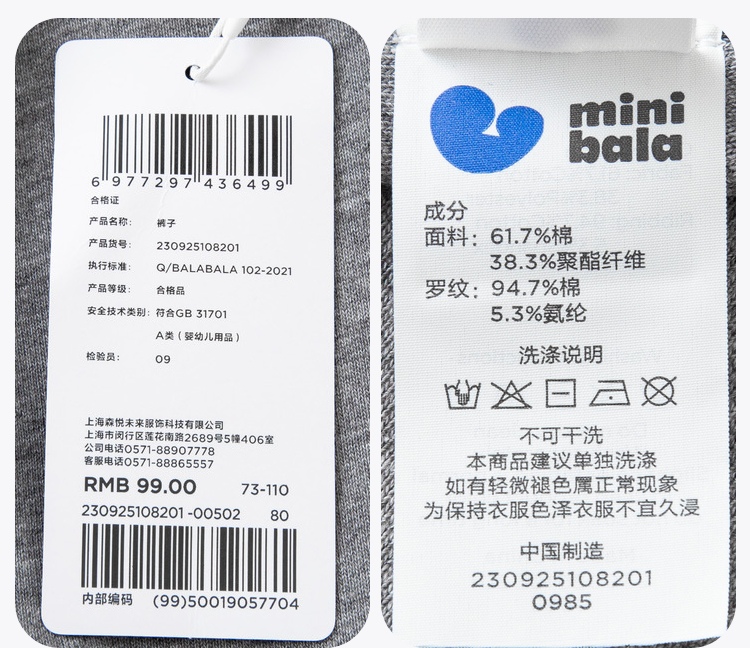 6 977297 436499
合格证
产品名称: 裤子
产品货号: 230925108201
执行标准: Q/BALABALA 102-2021
产品等级: 合格品
安全技术类别: 符合GB 31701
A类(婴幼儿用品)
检验员: 09
上海森悦未来服饰科技有限公司
上海市闵行区莲花南路2689号5幢406室
公司电话0571-88907778
客服电话0571-88865557
RMB 99.00 73-110
230925108201-00502 80
内部编码 (99)50019057704
mini
bala
成分
面料: 61.7%棉
38.3%聚酯纤维
罗纹: 94.7%棉
5.3%氨纶
洗涤说明
不可干洗
本商品建议单独洗涤
如有轻微褪色属正常现象
为保持衣服色泽衣服不宜久浸
中国制造
230925108201
0985